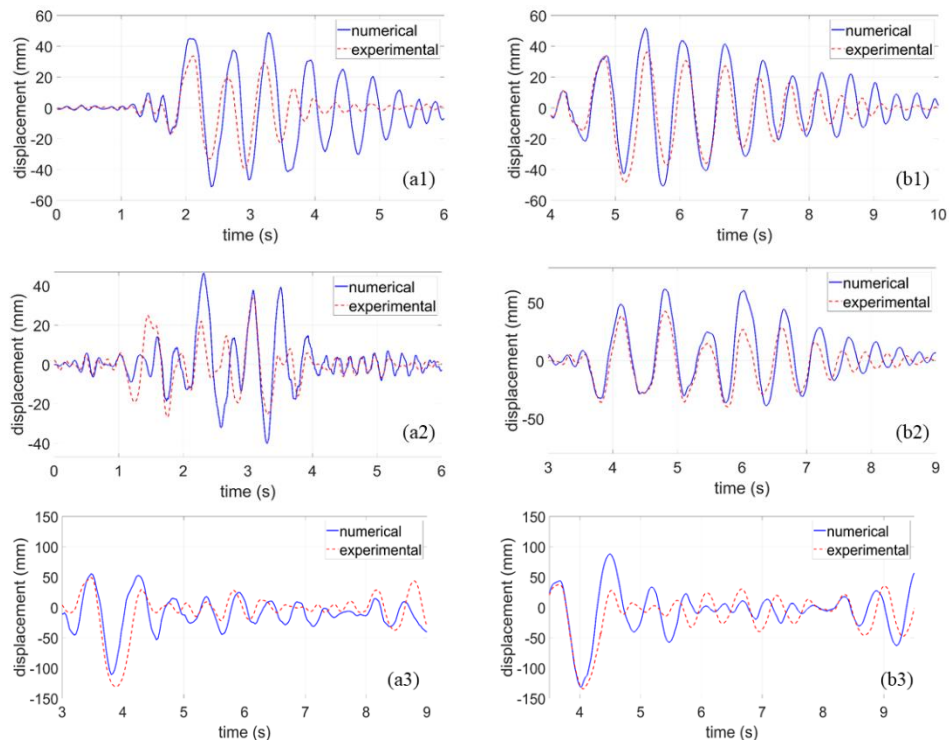 60
40
20
0
-20
-40
-60
displacement (mm)
numerical
experimental
(a1)
0 1 2 3 4 5 6
time (s)
60
40
20
0
-20
-40
-60
displacement (mm)
numerical
experimental
(b1)
4 5 6 7 8 9 10
time (s)
40
20
0
-20
-40
displacement (mm)
numerical
experimental
(a2)
0 1 2 3 4 5 6
time (s)
50
0
-50
displacement (mm)
numerical
experimental
(b2)
3 4 5 6 7 8 9
time (s)
150
100
50
0
-50
-100
-150
displacement (mm)
numerical
experimental
(a3)
3 4 5 6 7 8 9
time (s)
150
100
50
0
-50
-100
-150
displacement (mm)
numerical
experimental
(b3)
4 5 6 7 8 9
time (s)